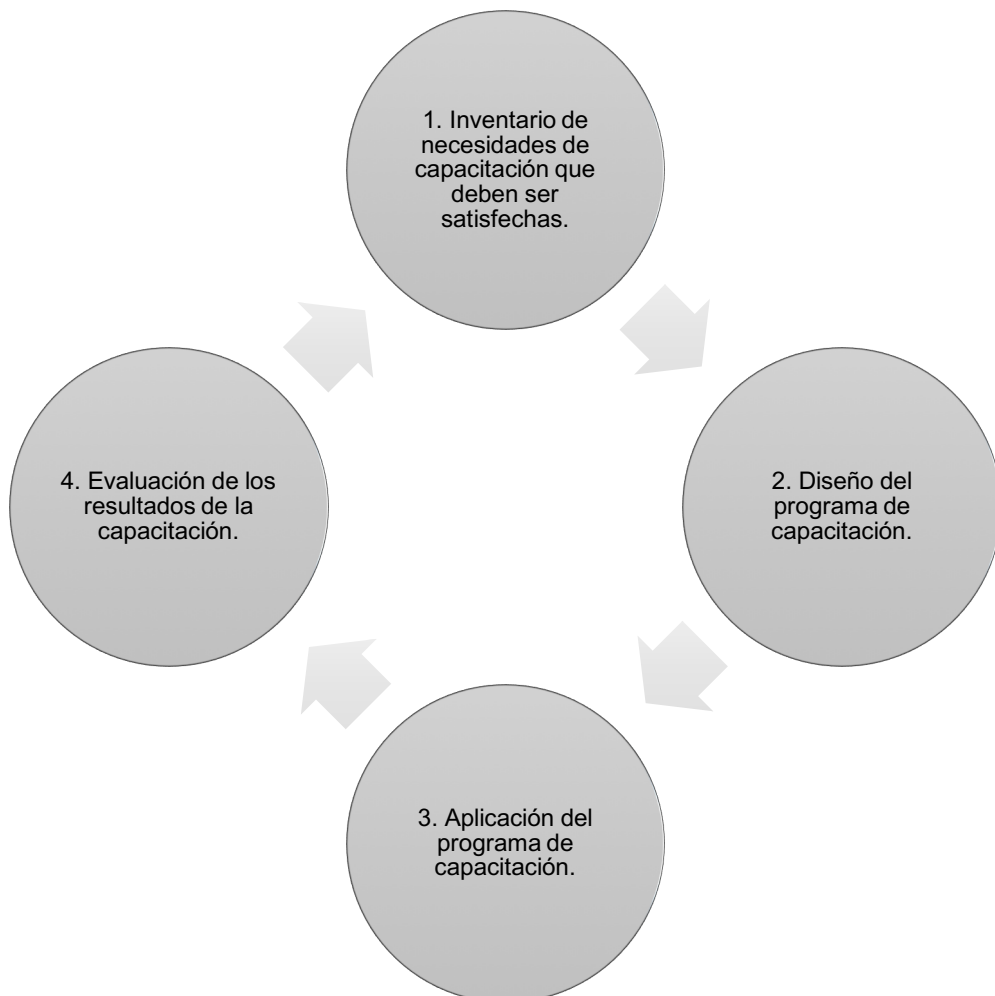 1. Inventario de
necesidades de
capacitación que
deben ser
satisfechas.
2. Diseño del
programa de
capacitación.
3. Aplicación del
programa de
capacitación.
4. Evaluación de los
resultados de la
capacitación.